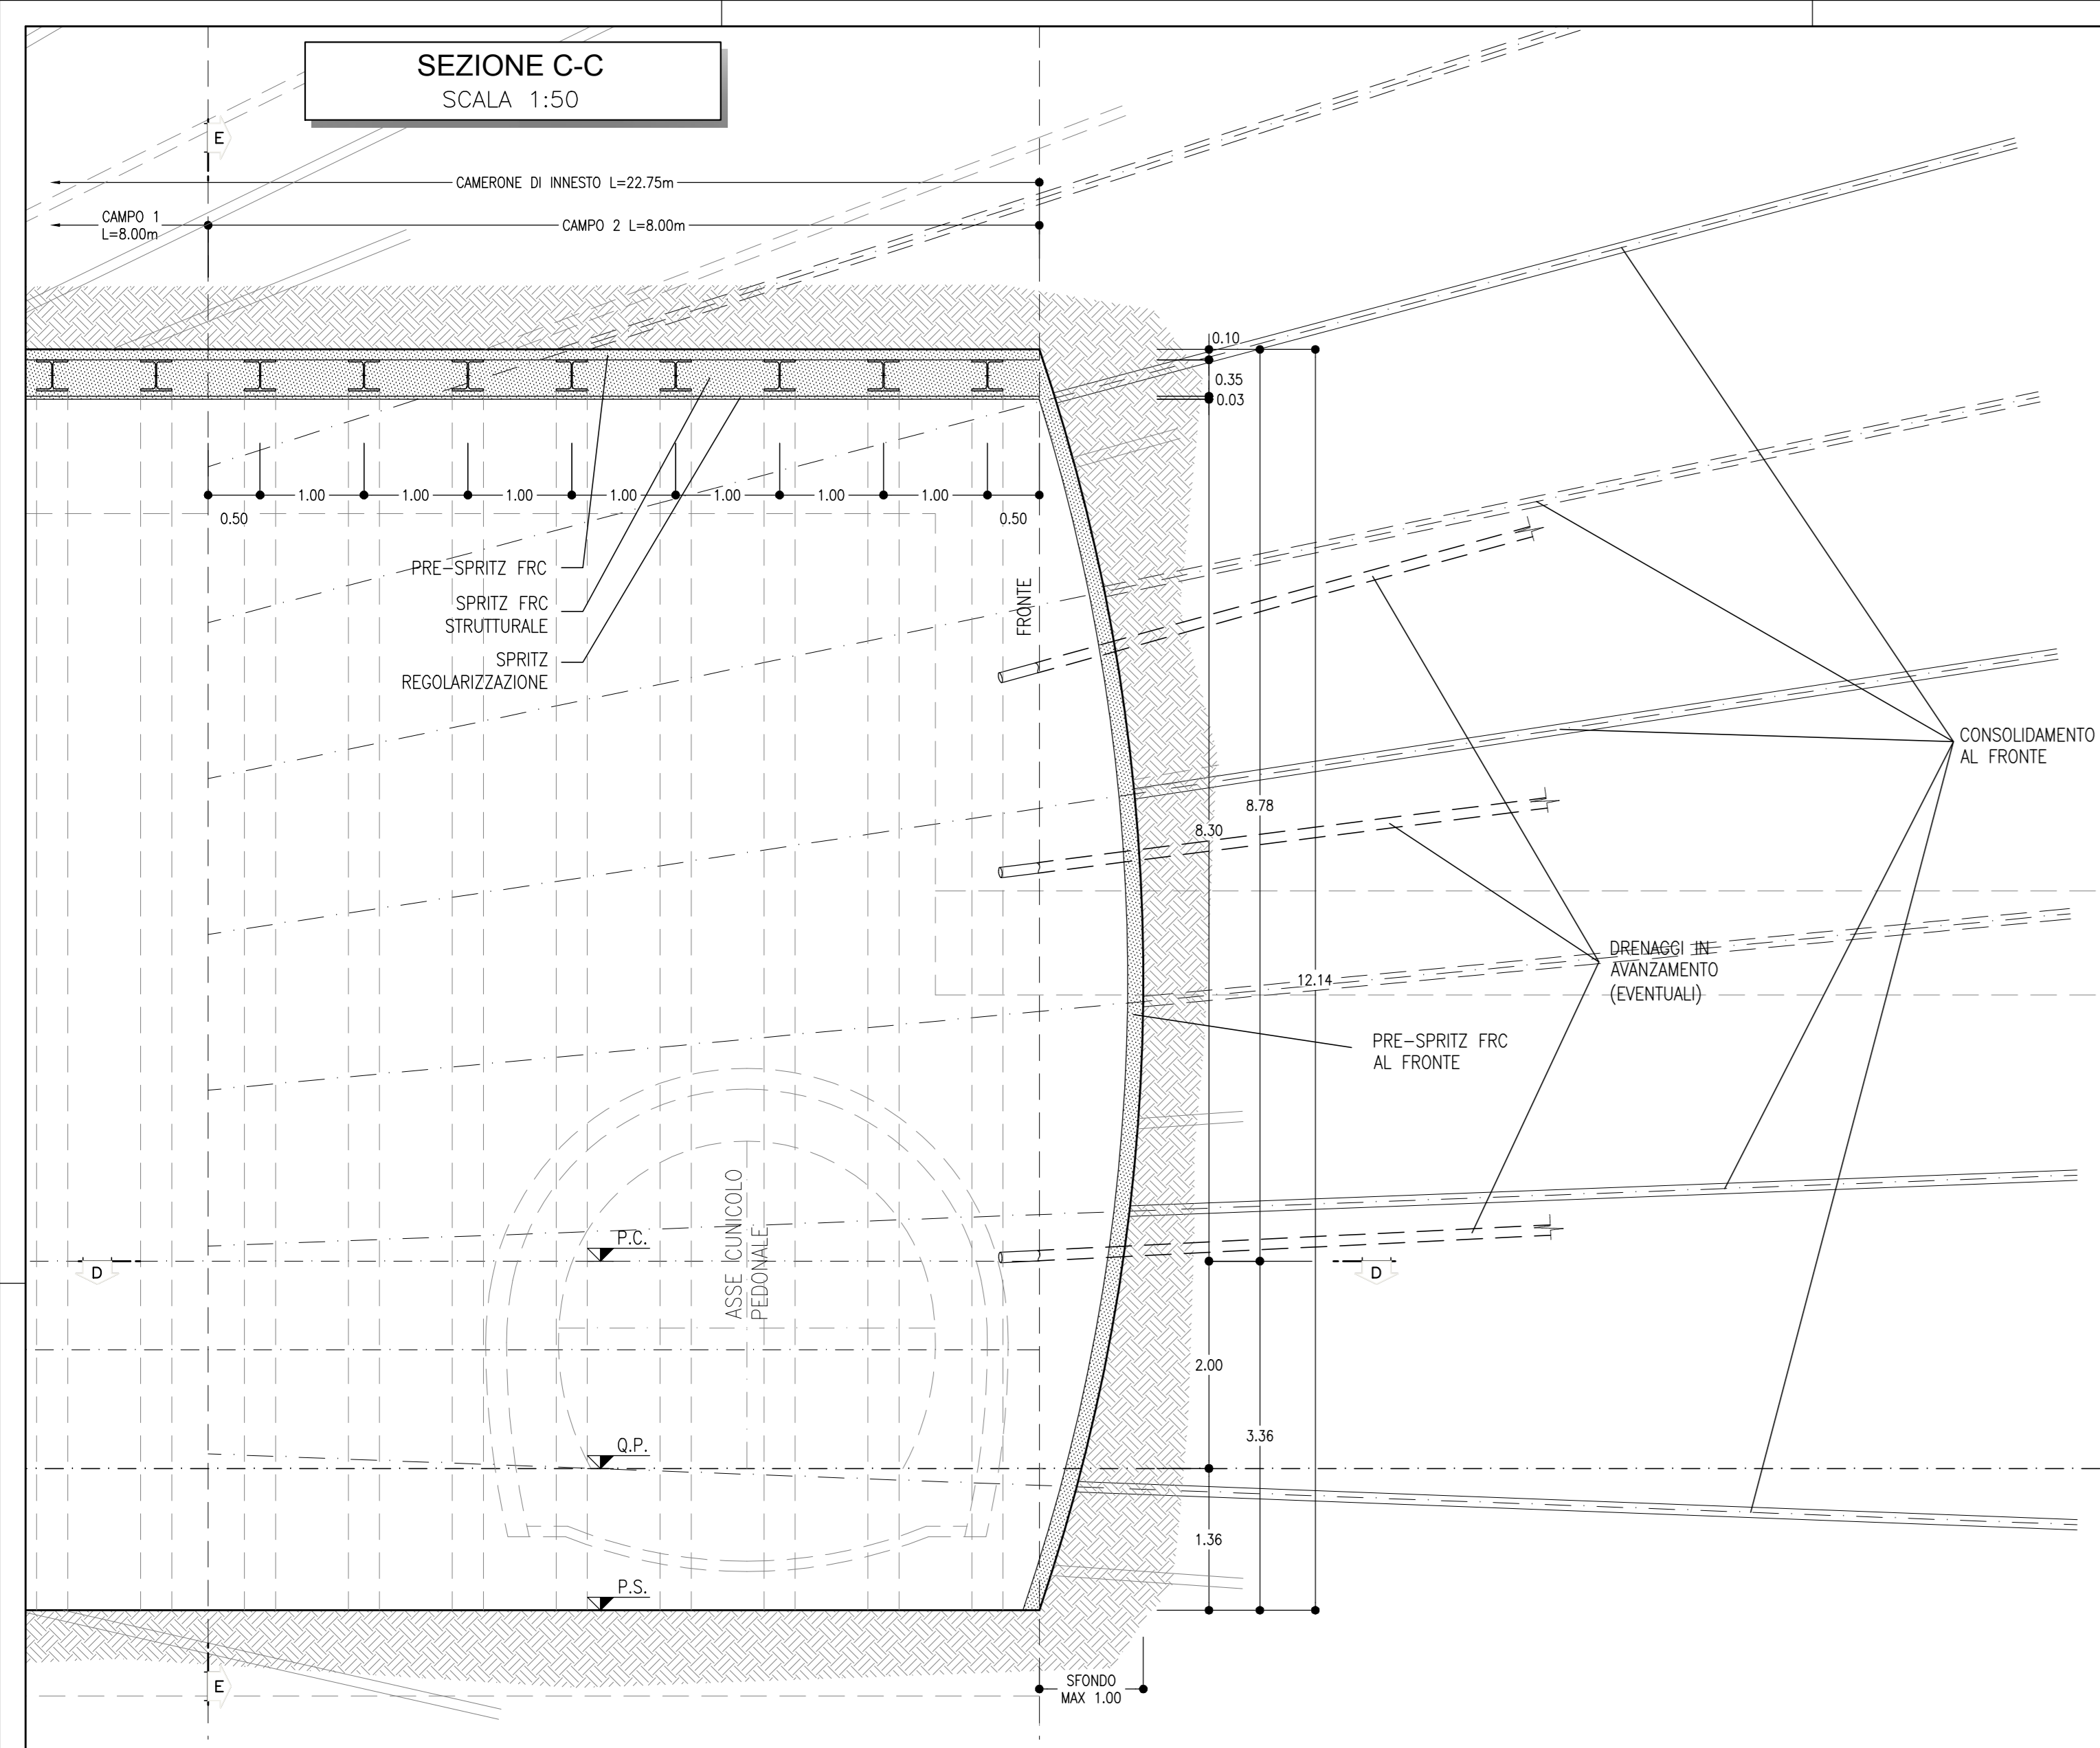 SEZIONE C-C
SCALA 1:50
E
CAMERONE DI INNESTO L=22.75m
CAMPO 1
L=8.00m
CAMPO 2 L=8.00m
0.10
0.35
0.03
1.00
1.00
1.00
1.00
1.00
1.00
1.00
0.50
0.50
PRE-SPRITZ FRC
SPRITZ FRC
STRUTTURALE
SPRITZ
REGOLARIZZAZIONE
FRONTE
CONSOLIDAMENTO
AL FRONTE
8.78
8.30
12.14
DRENAGGI IN
AVANZAMENTO
(EVENTUALI)
PRE-SPRITZ FRC
AL FRONTE
ASSE CUNICOLO
PEDONALE
P.C.
D
D
2.00
3.36
Q.P.
1.36
P.S.
E
SFONDO
MAX 1.00